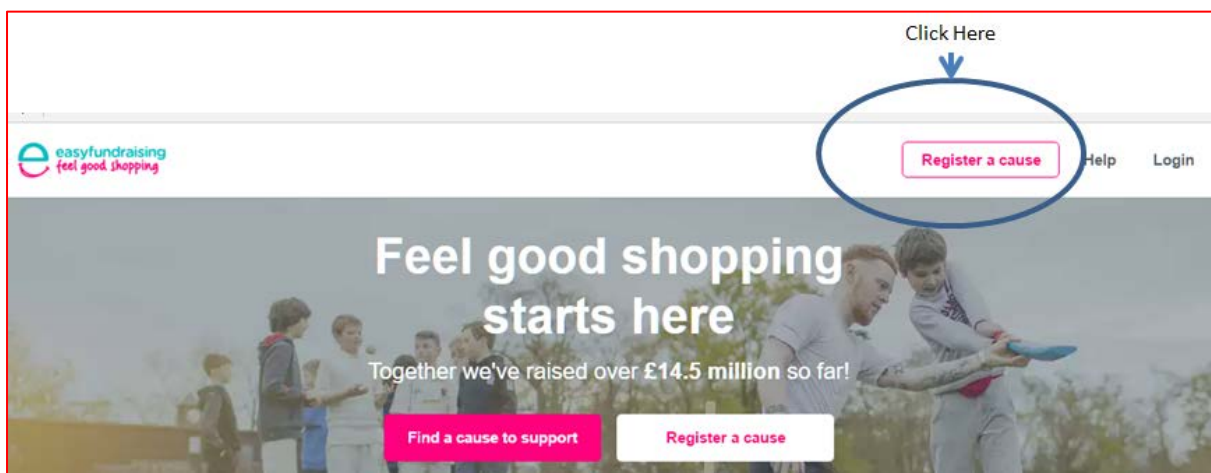 Click Here
easyfundraising
feel good shopping
Register a cause
Help
Login
Feel good shopping
starts here
Together we've raised over £14.5 million so far!
Find a cause to support
Register a cause